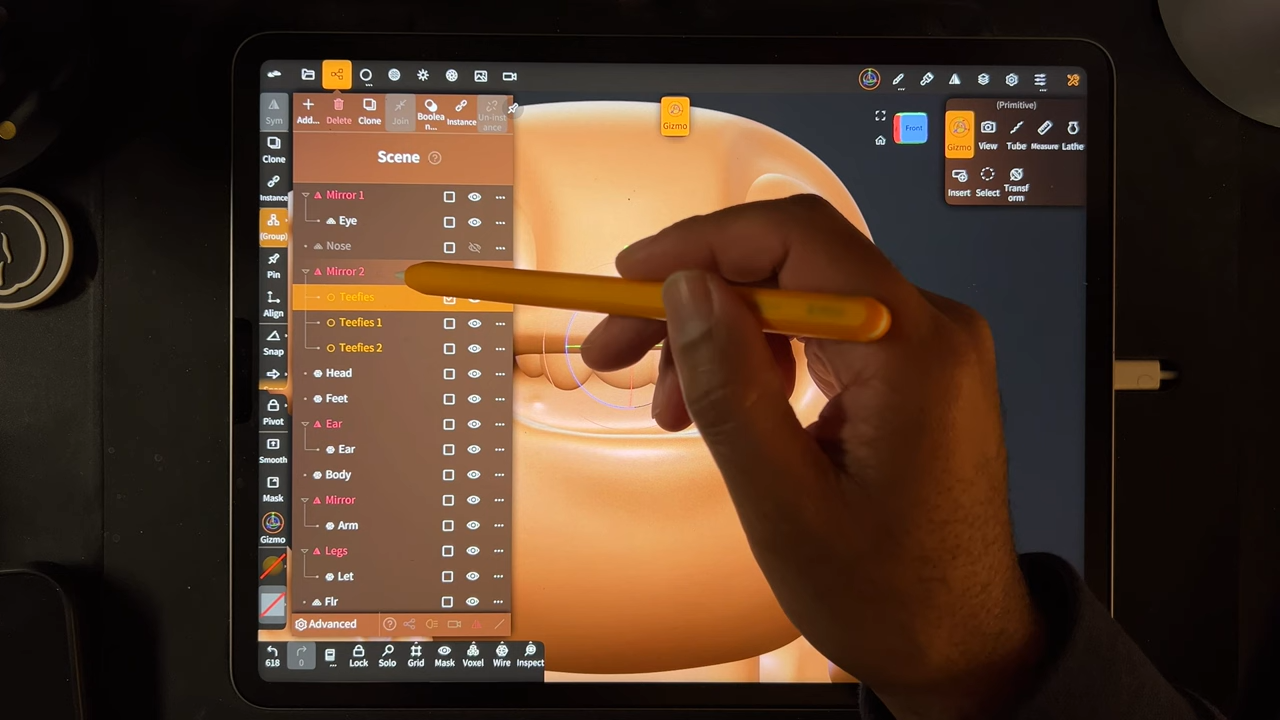 Sym
Add...
Delete
Clone
Join
Boolea
n...
Instance
Un-inst
ance
Gizmo
Front
(Primitive)
Gizmo
View
Tube
Measure
Lathe
Insert
Select
Transf
orm
Scene ?
Clone
Instance
(Group)
Pin
Align
Snap
Pivot
Smooth
Mask
Gizmo
Mirror 1
Eye
Nose
Mirror 2
Teefies
Teefies 1
Teefies 2
Head
Feet
Ear
Ear
Body
Mirror
Arm
Legs
Let
Flr
Advanced ?
618
0
...
Lock
Solo
Grid
Mask
Voxel
Wire
Inspect